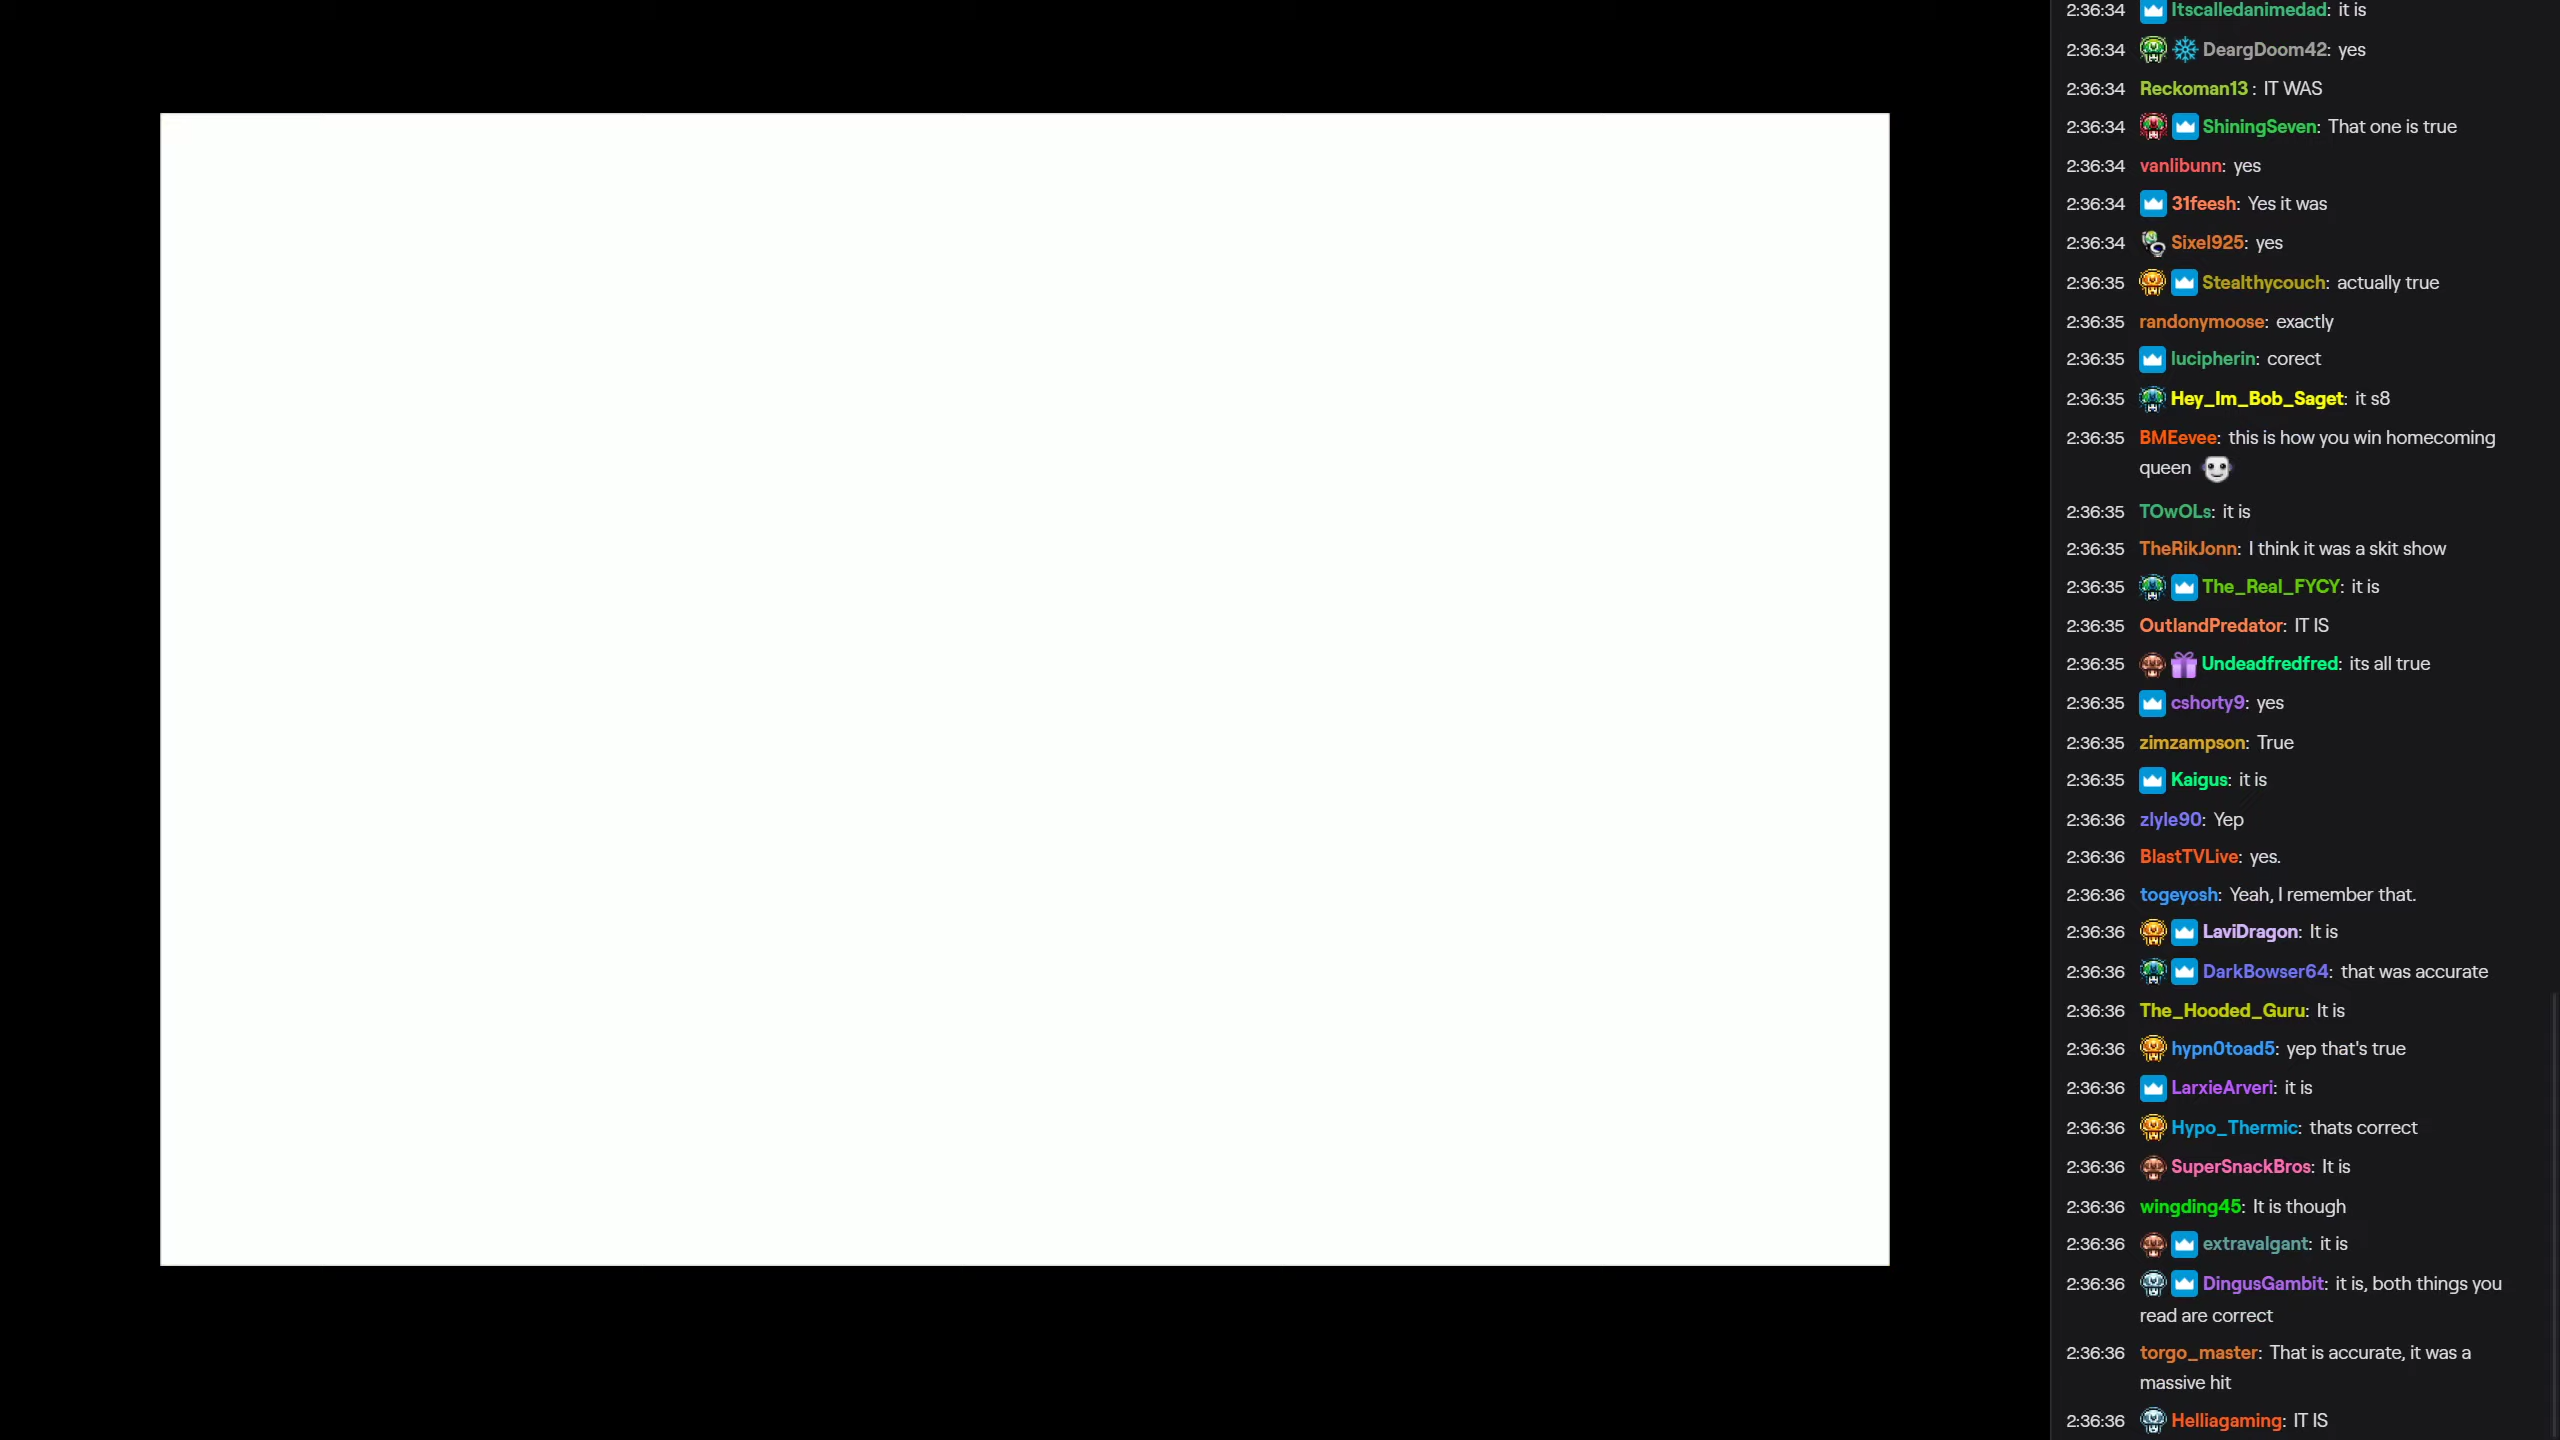 2:36:34 Itscalledanimedad: it is
2:36:34 DeargDoom42: yes
2:36:34 Reckoman13 : IT WAS
2:36:34 ShiningSeven: That one is true
2:36:34 vanlibunn: yes
2:36:34 31feesh: Yes it was
2:36:34 Sixel925: yes
2:36:35 Stealthycouch: actually true
2:36:35 randonymoose: exactly
2:36:35 lucipherin: corect
2:36:35 Hey_Im_Bob_Saget: it s8
2:36:35 BMEevee: this is how you win homecoming
queen
2:36:35 TOwOLs: it is
2:36:35 TheRikJonn: I think it was a skit show
2:36:35 The_Real_FYCY: it is
2:36:35 OutlandPredator: IT IS
2:36:35 Undeadfredfred: its all true
2:36:35 cshorty9: yes
2:36:35 zimzampson: True
2:36:35 Kaigus: it is
2:36:36 zlyle90: Yep
2:36:36 BlastTVLive: yes.
2:36:36 togeyosh: Yeah, I remember that.
2:36:36 LaviDragon: It is
2:36:36 DarkBowser64: that was accurate
2:36:36 The_Hooded_Guru: It is
2:36:36 hypn0toad5: yep that's true
2:36:36 LarxieArveri: it is
2:36:36 Hypo_Thermic: thats correct
2:36:36 SuperSnackBros: It is
2:36:36 wingding45: It is though
2:36:36 extravalgant: it is
2:36:36 DingusGambit: it is, both things you
read are correct
2:36:36 torgo_master: That is accurate, it was a
massive hit
2:36:36 Helliagaming: IT IS